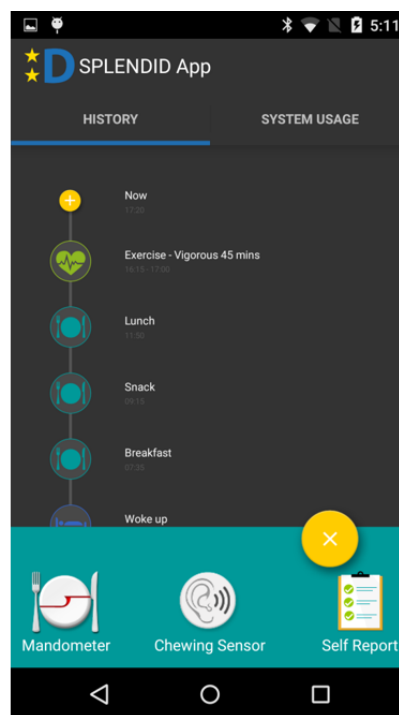 5:11
D SPLENDID App
HISTORY SYSTEM USAGE
Now
17:20
Exercise - Vigorous 45 mins
16:15 - 17:00
Lunch
11:50
Snack
09:15
Breakfast
07:35
Woke up
Mandometer Chewing Sensor Self Report